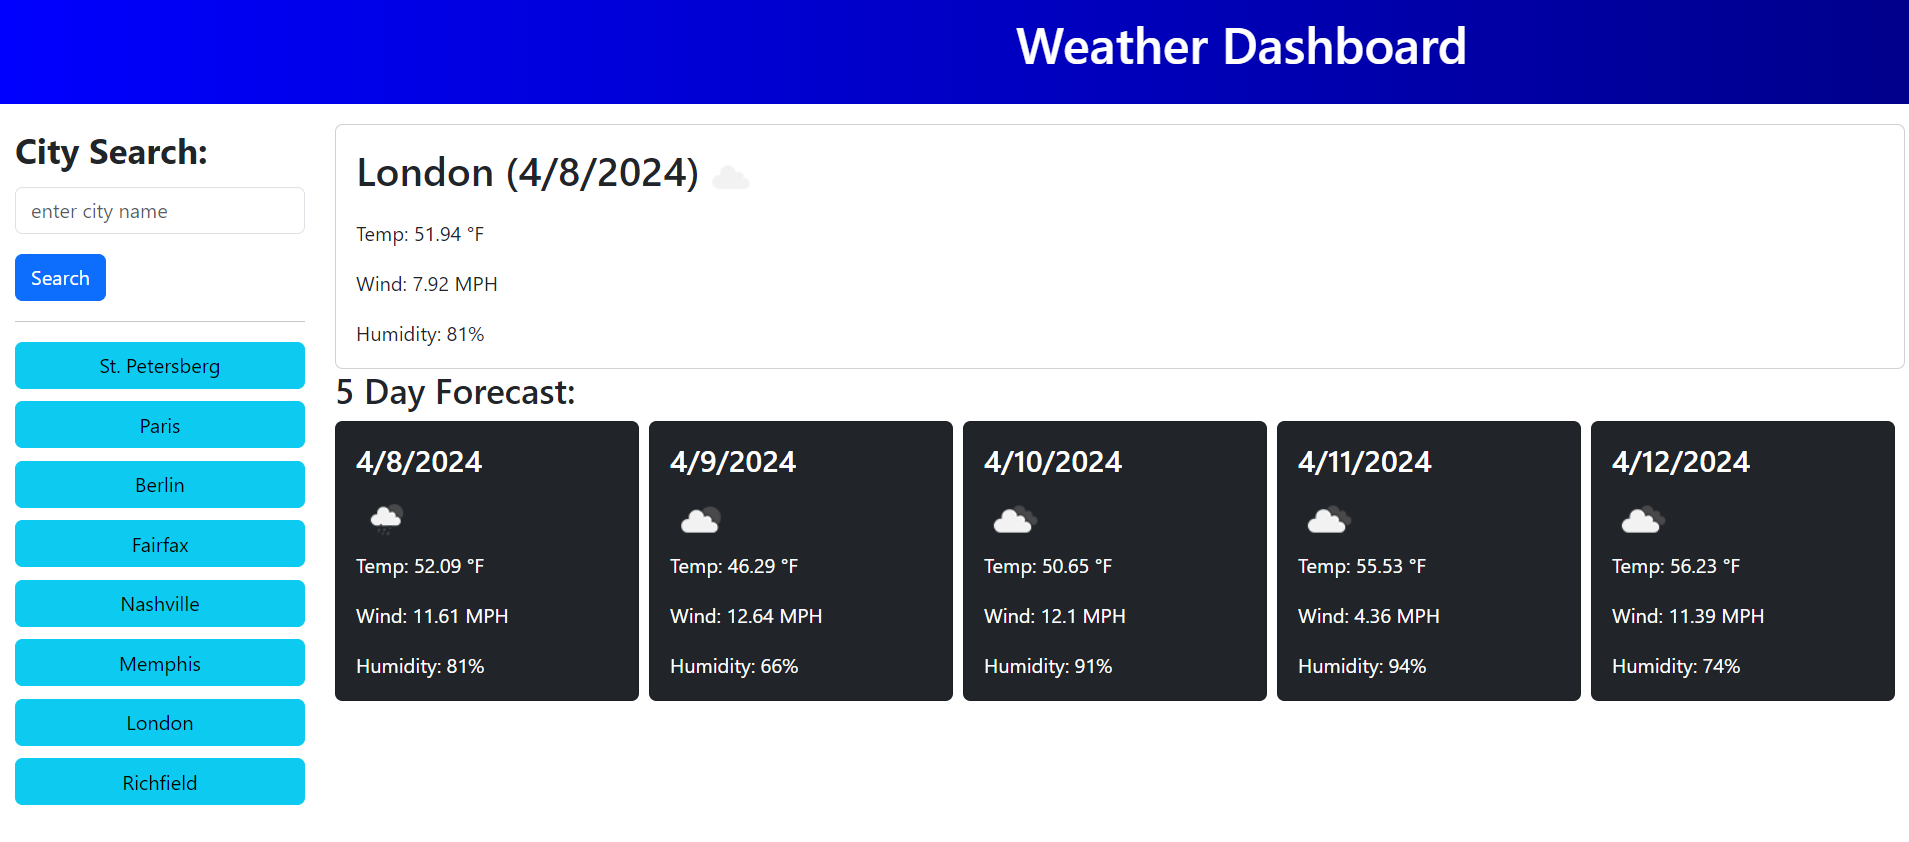 Weather Dashboard
City Search:
enter city name
Search
St. Petersberg
Paris
Berlin
Fairfax
Nashville
Memphis
London
Richfield
London (4/8/2024)
Temp: 51.94 °F
Wind: 7.92 MPH
Humidity: 81%
5 Day Forecast:
4/8/2024
Temp: 52.09 °F
Wind: 11.61 MPH
Humidity: 81%
4/9/2024
Temp: 46.29 °F
Wind: 12.64 MPH
Humidity: 66%
4/10/2024
Temp: 50.65 °F
Wind: 12.1 MPH
Humidity: 91%
4/11/2024
Temp: 55.53 °F
Wind: 4.36 MPH
Humidity: 94%
4/12/2024
Temp: 56.23 °F
Wind: 11.39 MPH
Humidity: 74%